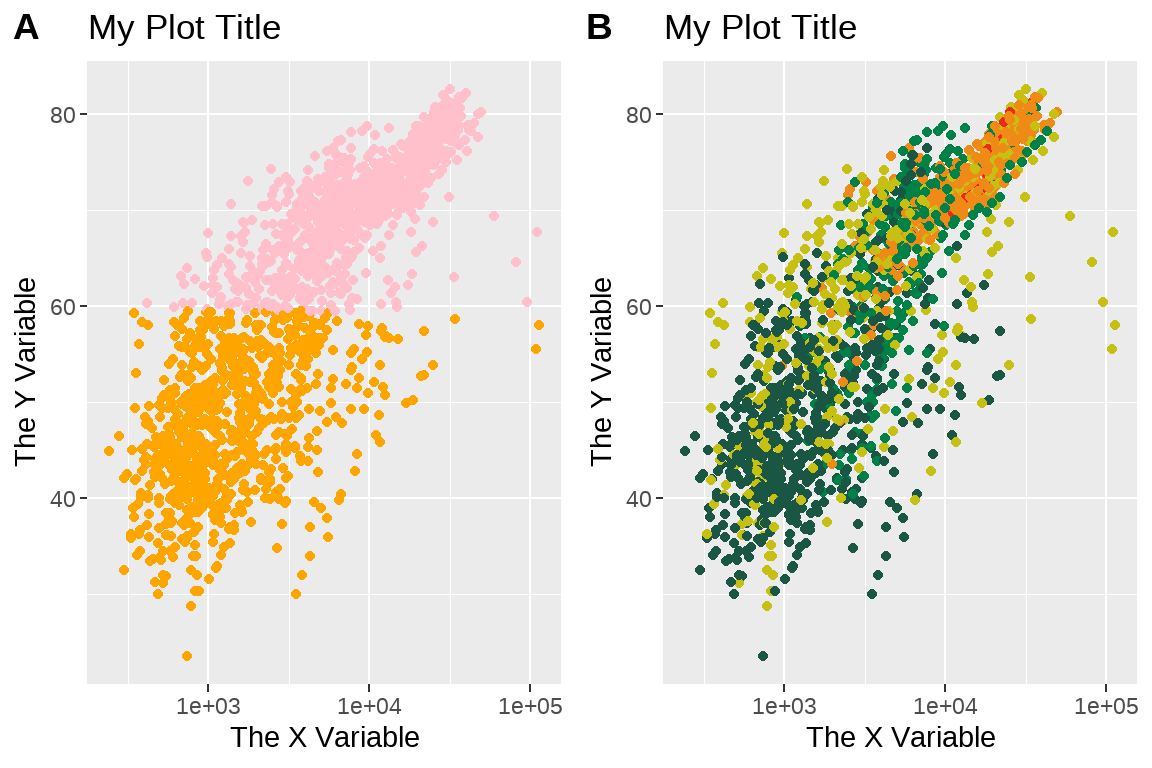 A My Plot Title
80
60
40
The Y Variable
1e+03 1e+04 1e+05
The X Variable
B My Plot Title
80
60
40
The Y Variable
1e+03 1e+04 1e+05
The X Variable